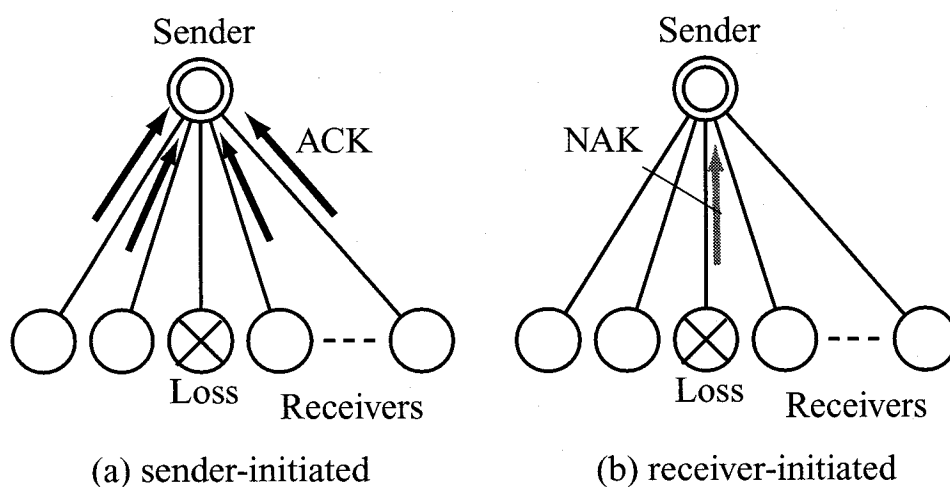 Sender
ACK
Loss
Receivers
(a) sender-initiated
Sender
NAK
Loss
Receivers
(b) receiver-initiated